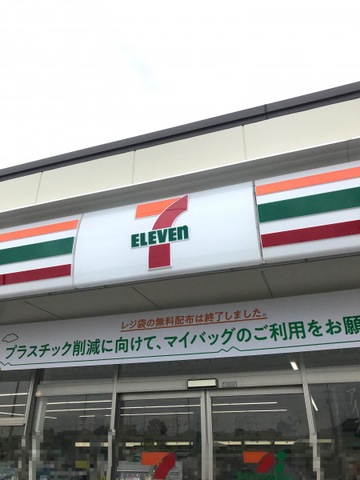 7
ELEVEn
レジ袋の無料配布は終了しました。
プラスチック削減に向けて、マイバッグのご利用をお願